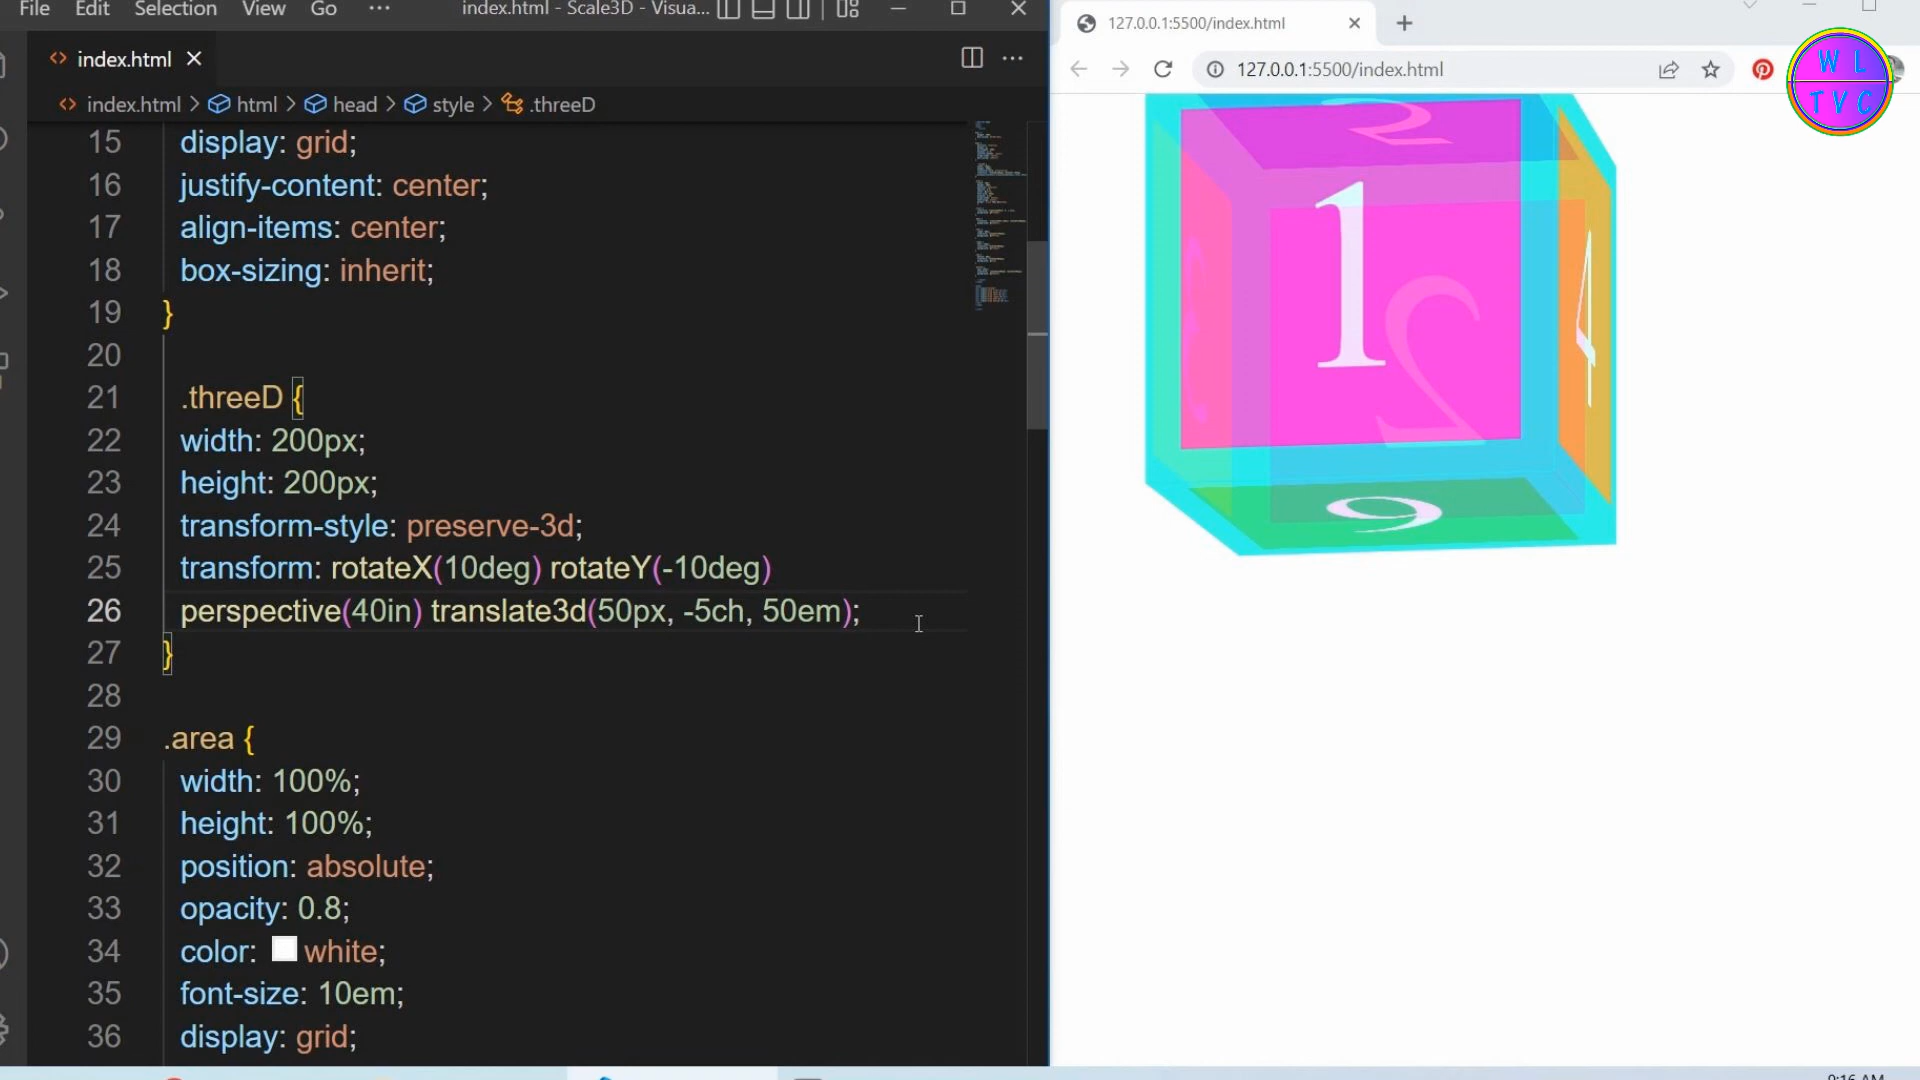 File Edit Selection View Go ··· index.html - Scale3D - Visua...
index.html
index.html > html > head > style > .threeD
15 display: grid;
16 justify-content: center;
17 align-items: center;
18 box-sizing: inherit;
19 }
20
21 .threeD {
22 width: 200px;
23 height: 200px;
24 transform-style: preserve-3d;
25 transform: rotateX(10deg) rotateY(-10deg)
26 perspective(40in) translate3d(50px, -5ch, 50em);
27 }
28
29 .area {
30 width: 100%;
31 height: 100%;
32 position: absolute;
33 opacity: 0.8;
34 color: white;
35 font-size: 10em;
36 display: grid;
127.0.0.1:5500/index.html
127.0.0.1:5500/index.html
W L
T V C
1
2
4